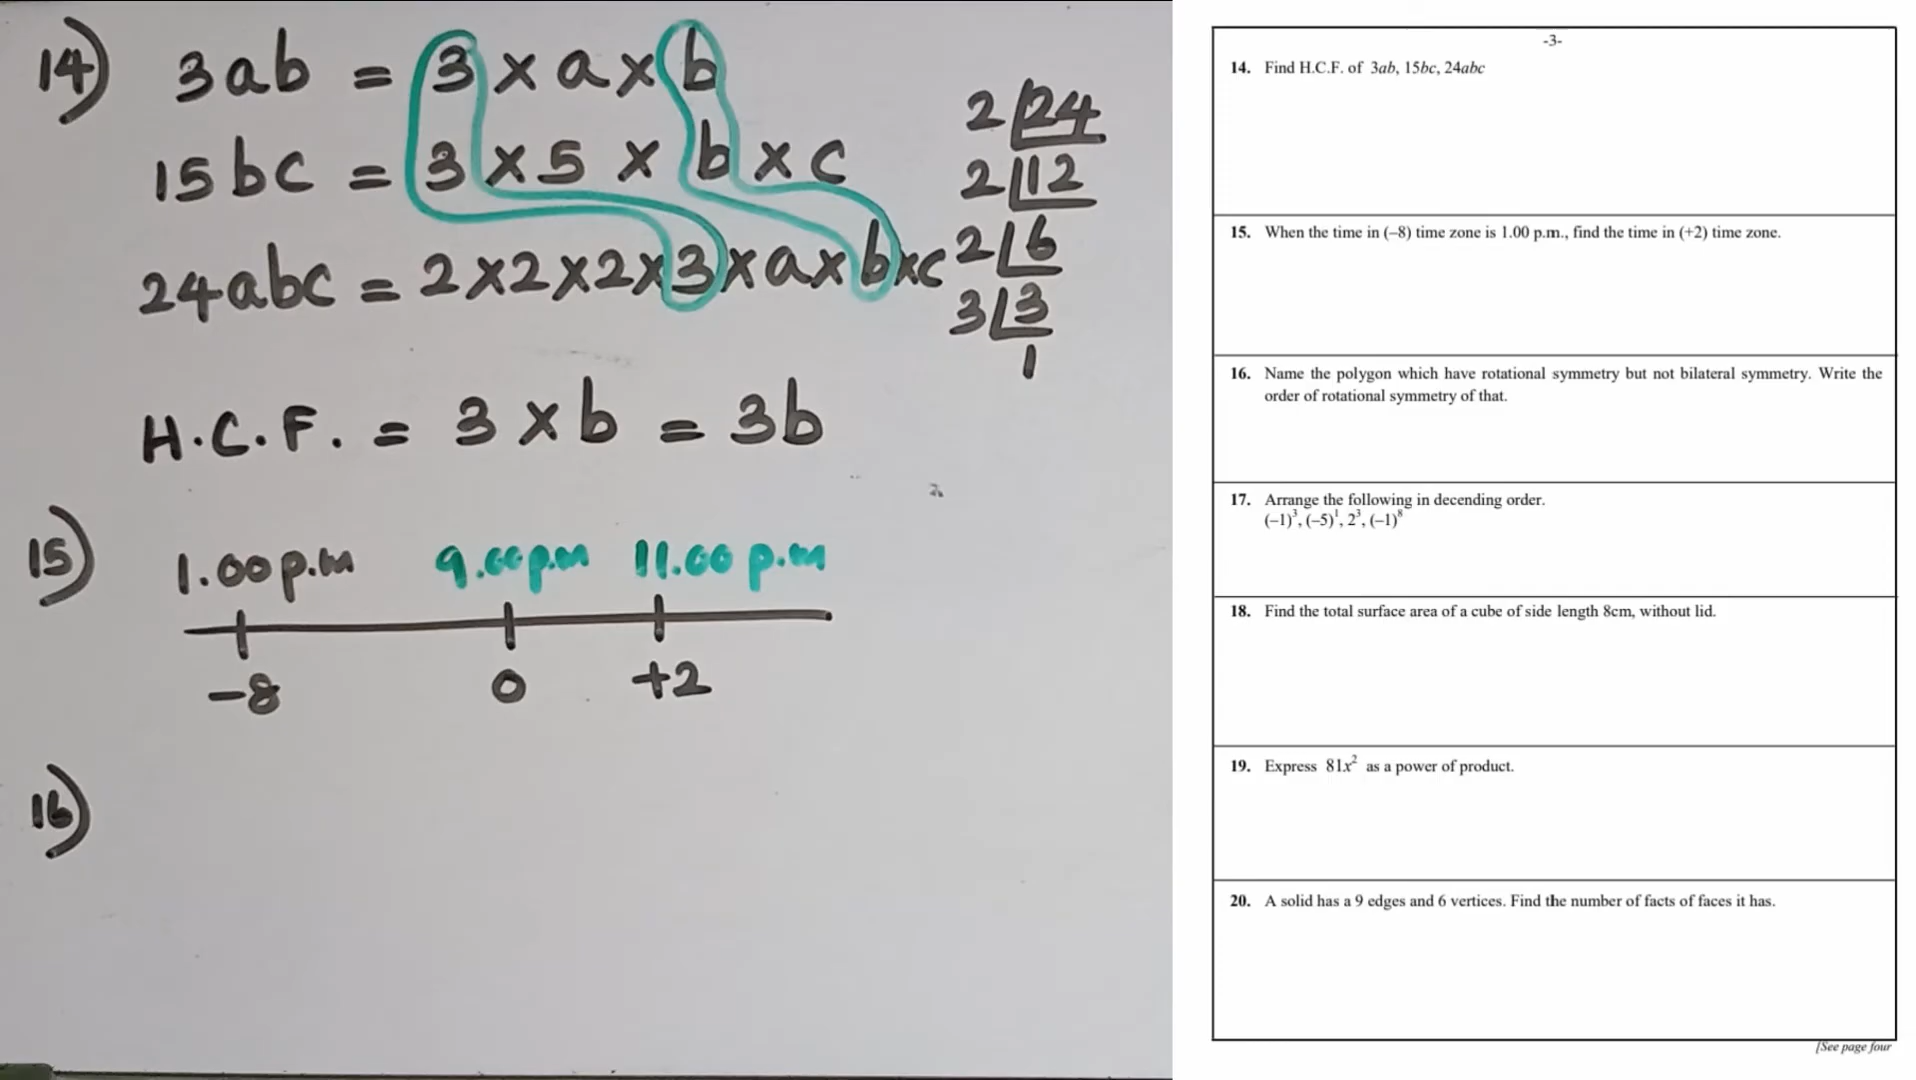 14) 3ab = 3 × a × b
15bc = 3 × 5 × b × c
24abc = 2×2×2×3×a×b×c
2 24
2 12
2 6
3 3
1
H.C.F. = 3 × b = 3b
15) 1.00 p.m 9.00 p.m 11.00 p.m
-8 0 +2
16)
-3-
14. Find H.C.F. of 3ab, 15bc, 24abc
15. When the time in (–8) time zone is 1.00 p.m., find the time in (+2) time zone.
16. Name the polygon which have rotational symmetry but not bilateral symmetry. Write the
order of rotational symmetry of that.
17. Arrange the following in decending order.
(–1)³, (–5)¹, 2³, (–1)⁸
18. Find the total surface area of a cube of side length 8cm, without lid.
19. Express 81x² as a power of product.
20. A solid has a 9 edges and 6 vertices. Find the number of facts of faces it has.
[See page four